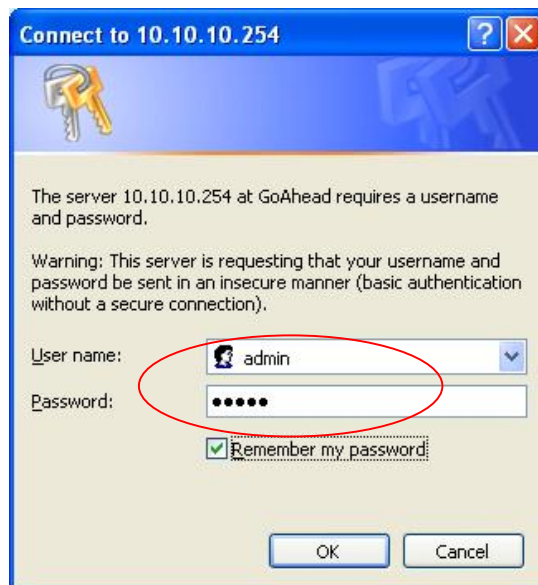 Connect to 10.10.10.254
The server 10.10.10.254 at GoAhead requires a username
and password.
Warning: This server is requesting that your username and
password be sent in an insecure manner (basic authentication
without a secure connection).
User name:
admin
Password:
•••••
Remember my password
OK
Cancel